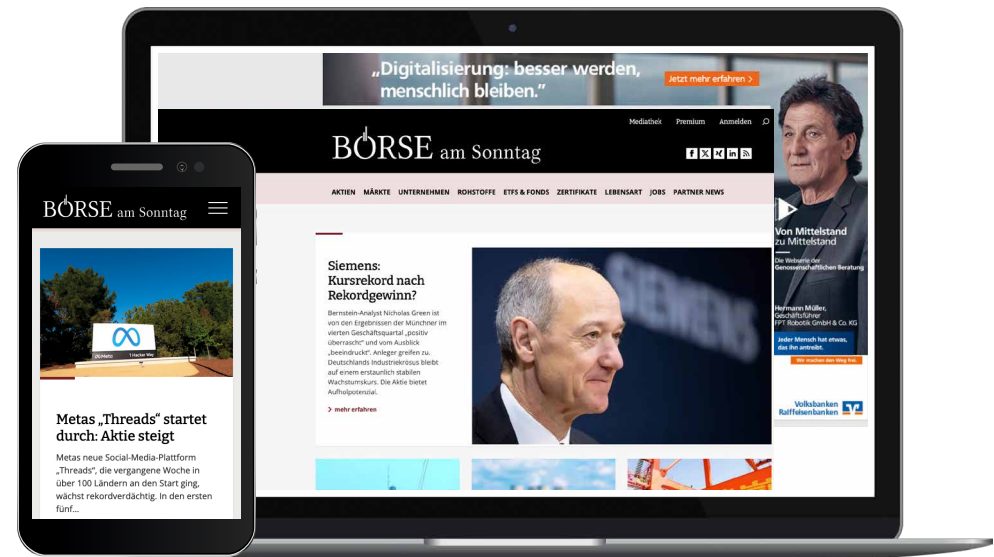 „Digitalisierung: besser werden,
menschlich bleiben.”
Jetzt mehr erfahren >
Mediathek Premium Anmelden
BÖRSE am Sonntag
AKTIEN MÄRKTE UNTERNEHMEN ROHSTOFFE ETFS & FONDS ZERTIFIKATE LEBENSART JOBS PARTNER NEWS
Siemens:
Kursrekord nach
Rekordgewinn?
Bernstein-Analyst Nicholas Green ist
von den Ergebnissen der Münchner im
vierten Geschäftsquartal „positiv
überrascht“ und vom Ausblick
„beeindruckt“. Anleger greifen zu.
Deutschlands Industriekrösus bleibt
auf einem erstaunlich stabilen
Wachstumskurs. Die Aktie bietet
Aufholpotenzial.
> mehr erfahren
SIEMENS
Von Mittelstand
zu Mittelstand
Die Webserie der
Genossenschaftlichen Beratung
Hermann Müller,
Geschäftsführer
FPT Robotik GmbH & Co. KG
Jeder Mensch hat etwas,
das ihn antreibt.
Wir machen den Weg frei.
Volksbanken
Raiffeisenbanken
BÖRSE am Sonntag
Meta
1 Hacker Way
Metas „Threads“ startet
durch: Aktie steigt
Metas neue Social-Media-Plattform
„Threads“, die vergangene Woche in
über 100 Ländern an den Start ging,
wächst rekordverdächtig. In den ersten
fünf...